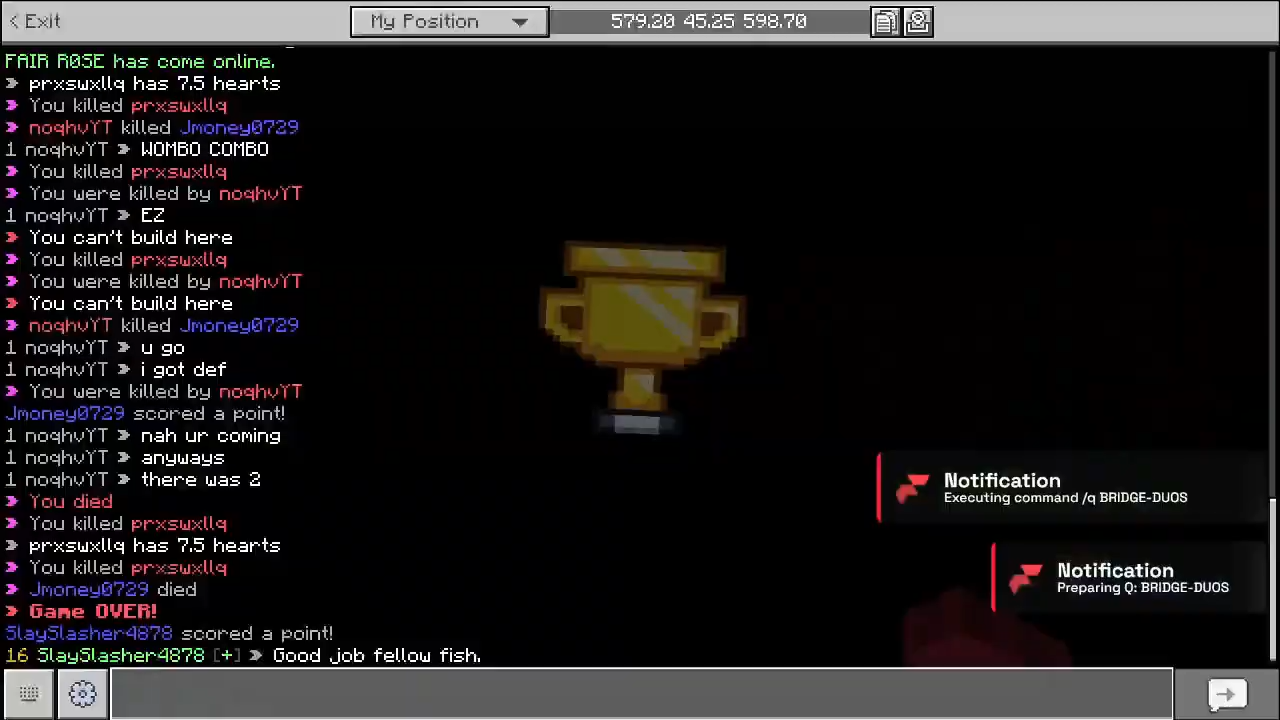 < Exit
My Position
579.20 45.25 598.70
FAIR R0SE has come online.
» prxswxllq has 7.5 hearts
» You killed prxswxllq
» noqhvYT killed Jmoney0729
1 noqhvYT » WOMBO COMBO
» You killed prxswxllq
» You were killed by noqhvYT
1 noqhvYT » EZ
» You can't build here
» You killed prxswxllq
» You were killed by noqhvYT
» You can't build here
» noqhvYT killed Jmoney0729
1 noqhvYT » u go
1 noqhvYT » i got def
» You were killed by noqhvYT
Jmoney0729 scored a point!
1 noqhvYT » nah ur coming
1 noqhvYT » anyways
1 noqhvYT » there was 2
» You died
» You killed prxswxllq
» prxswxllq has 7.5 hearts
» You killed prxswxllq
» Jmoney0729 died
» Game OVER!
SlaySlasher4878 scored a point!
16 SlaySlasher4878 [+] » Good job fellow fish.
Notification
Executing command /q BRIDGE-DUOS
Notification
Preparing Q: BRIDGE-DUOS